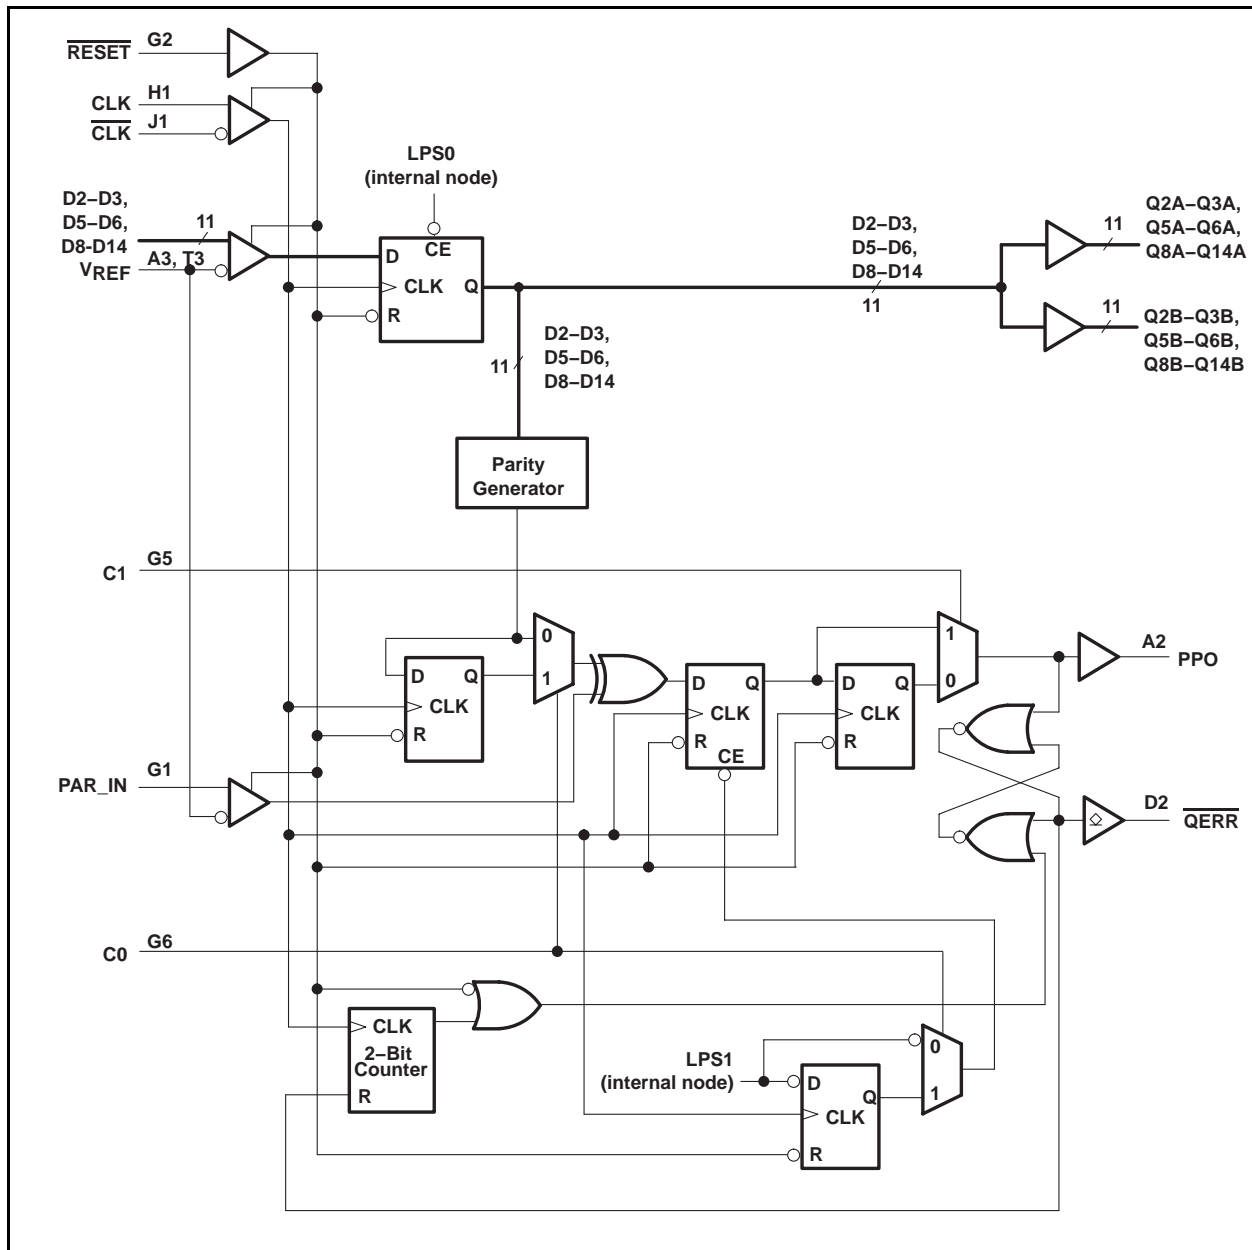 RESET
G2
CLK
H1
CLK
J1
LPS0
(internal node)
D2–D3,
D5–D6,
D8-D14
11
VREF
A3, T3
CE
D
CLK
Q
R
D2–D3,
D5–D6,
D8–D14
11
11
Q2A–Q3A,
Q5A–Q6A,
Q8A–Q14A
11
Q2B–Q3B,
Q5B–Q6B,
Q8B–Q14B
11
D2–D3,
D5–D6,
D8–D14
Parity
Generator
C1
G5
0
1
D
Q
CLK
R
D
Q
CLK
R
CE
D
Q
CLK
R
1
0
A2
PPO
PAR_IN
G1
D2
QERR
C0
G6
CLK
2–Bit
Counter
R
LPS1
(internal node)
D
Q
CLK
R
0
1